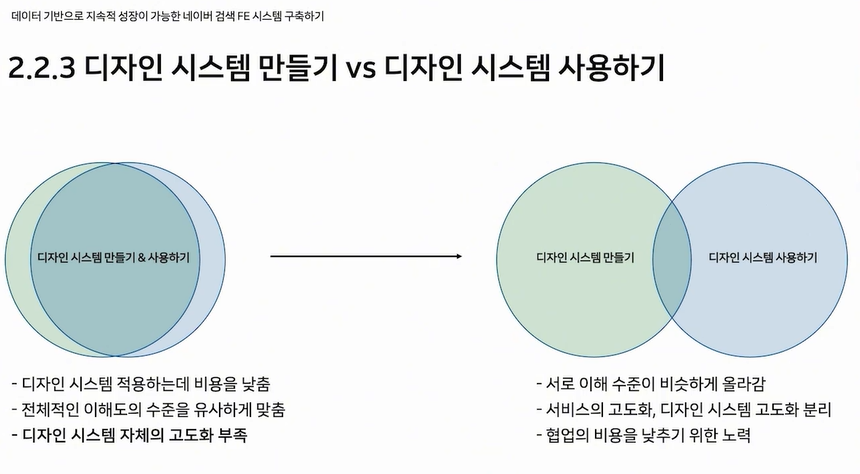 데이터 기반으로 지속적 성장이 가능한 네이버 검색 FE 시스템 구축하기
2.2.3 디자인 시스템 만들기 vs 디자인 시스템 사용하기
디자인 시스템 만들기 & 사용하기
디자인 시스템 만들기
디자인 시스템 사용하기
- 디자인 시스템 적용하는데 비용을 낮춤
- 전체적인 이해도의 수준을 유사하게 맞춤
- 디자인 시스템 자체의 고도화 부족
- 서로 이해 수준이 비슷하게 올라감
- 서비스의 고도화, 디자인 시스템 고도화 분리
- 협업의 비용을 낮추기 위한 노력